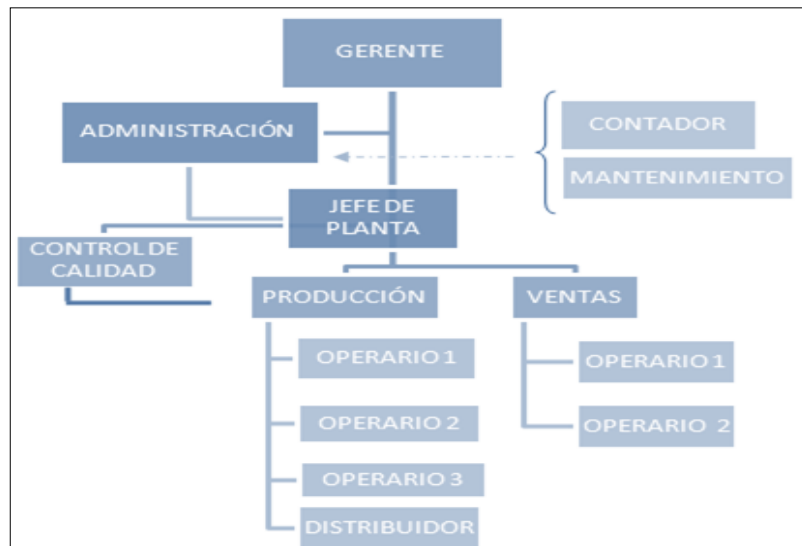 GERENTE
ADMINISTRACIÓN
CONTADOR
MANTENIMIENTO
JEFE DE
PLANTA
CONTROL DE
CALIDAD
PRODUCCIÓN
VENTAS
OPERARIO 1
OPERARIO 1
OPERARIO 2
OPERARIO 2
OPERARIO 3
DISTRIBUIDOR